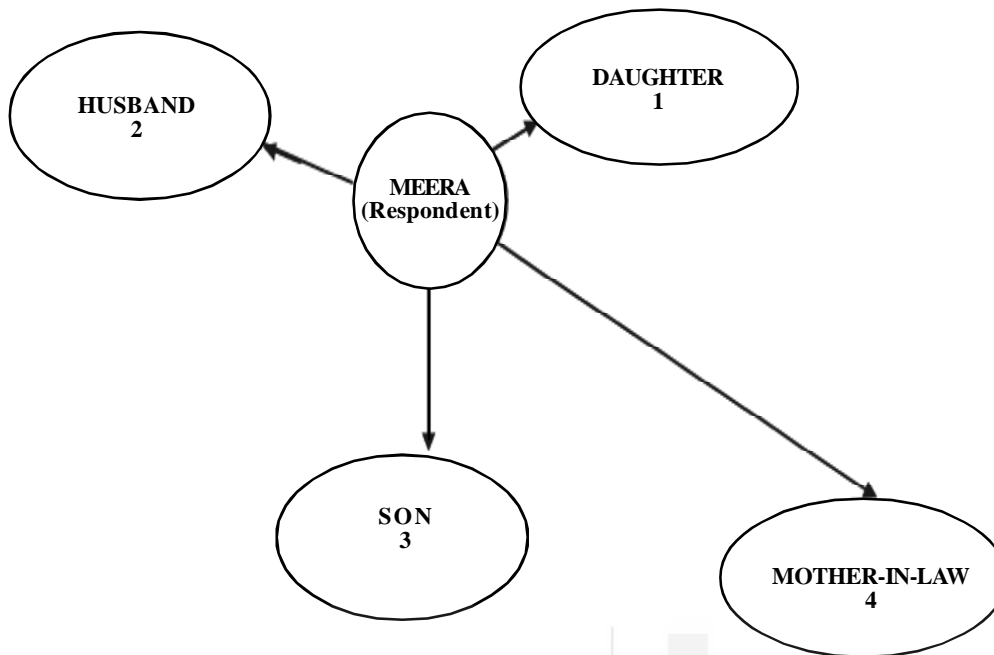 HUSBAND
2
DAUGHTER
1
MEERA
(Respondent)
SON
3
MOTHER-IN-LAW
4